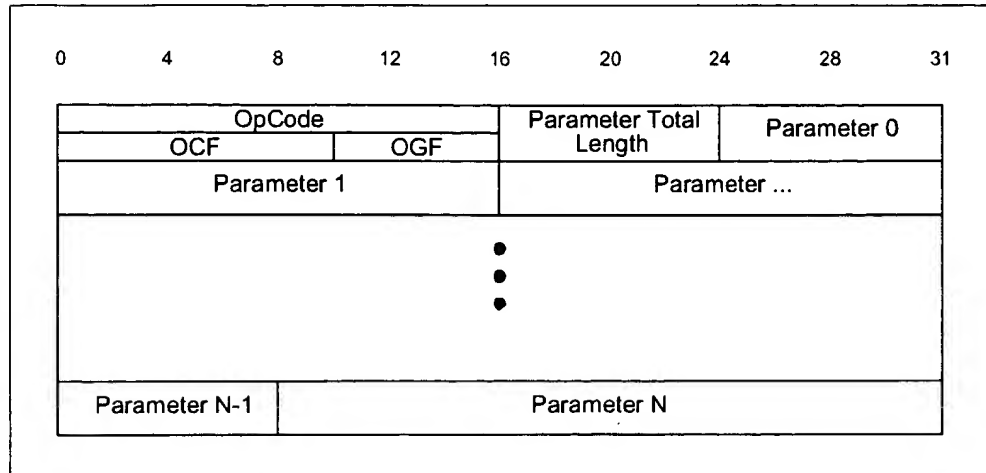 0 4 8 12 16 20 24 28 31
OpCode
OCF OGF
Parameter Total
Length
Parameter 0
Parameter 1 Parameter ...
Parameter N-1 Parameter N